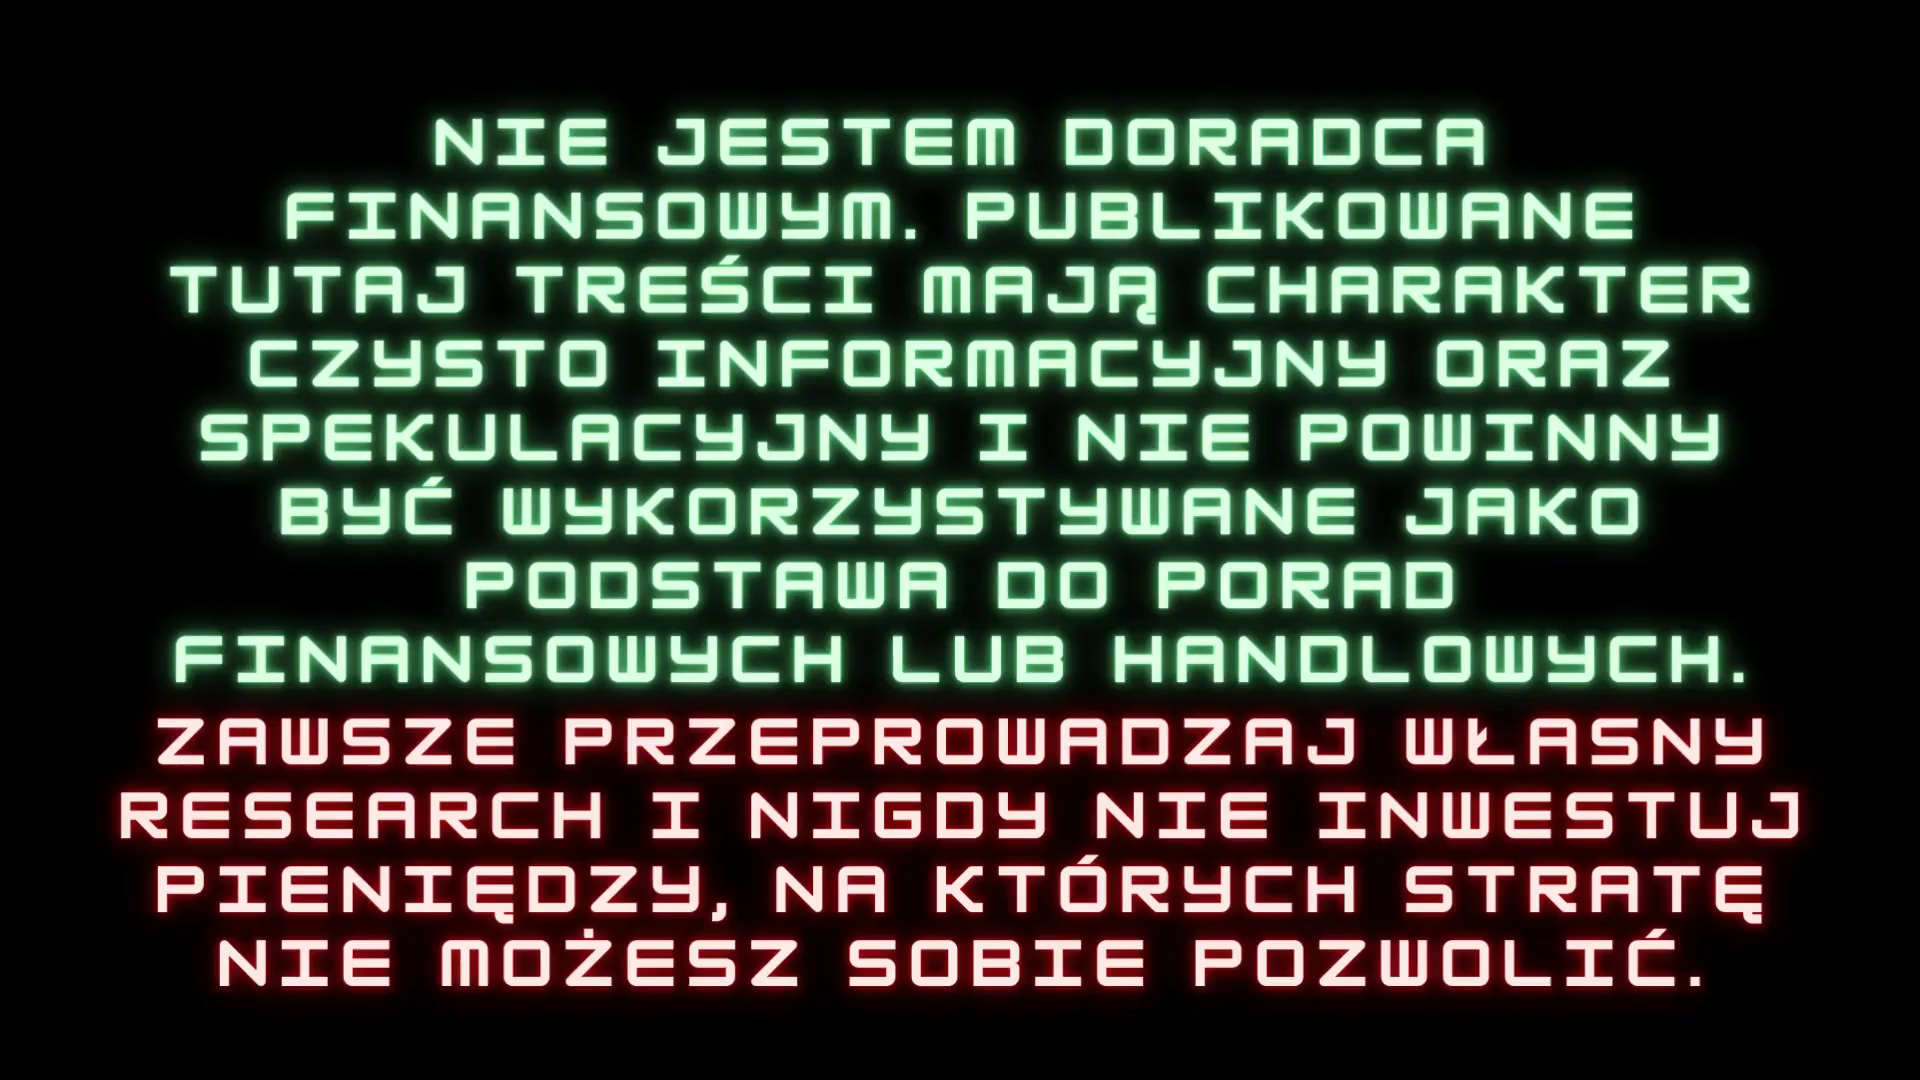 NIE JESTEM DORADCA
FINANSOWYM. PUBLIKOWANE
TUTAJ TREŚCI MAJĄ CHARAKTER
CZYSTO INFORMACYJNY ORAZ
SPEKULACYJNY I NIE POWINNY
BYĆ WYKORZYSTYWANE JAKO
PODSTAWA DO PORAD
FINANSOWYCH LUB HANDLOWYCH.
ZAWSZE PRZEPROWADZAJ WŁASNY
RESEARCH I NIGDY NIE INWESTUJ
PIENIĘDZY, NA KTÓRYCH STRATĘ
NIE MOŻESZ SOBIE POZWOLIĆ.